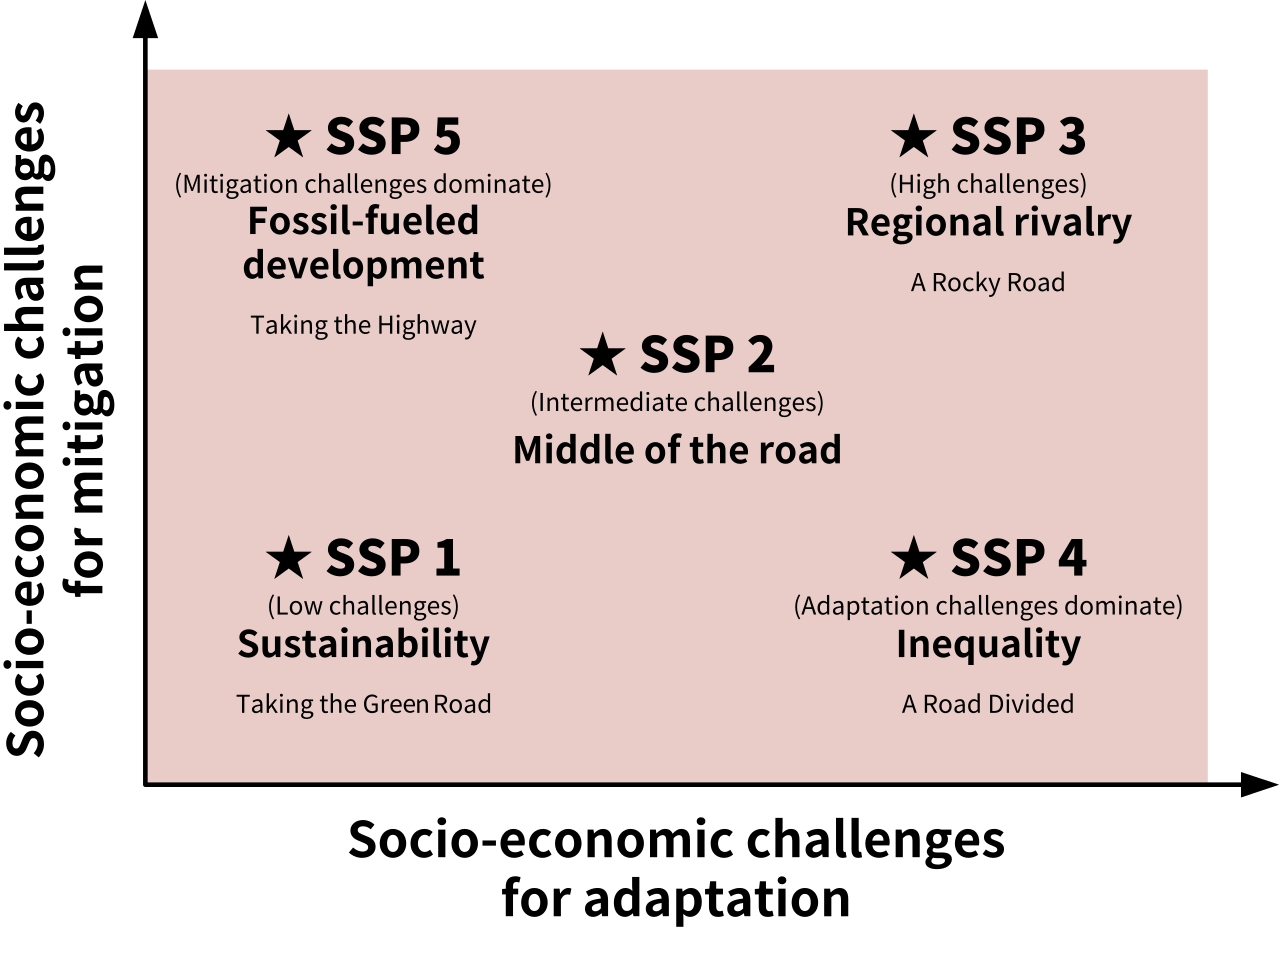 Socio-economic challenges
for mitigation
★ SSP 5
(Mitigation challenges dominate)
Fossil-fueled
development
Taking the Highway
★ SSP 3
(High challenges)
Regional rivalry
A Rocky Road
★ SSP 2
(Intermediate challenges)
Middle of the road
★ SSP 1
(Low challenges)
Sustainability
Taking the Green Road
★ SSP 4
(Adaptation challenges dominate)
Inequality
A Road Divided
Socio-economic challenges
for adaptation